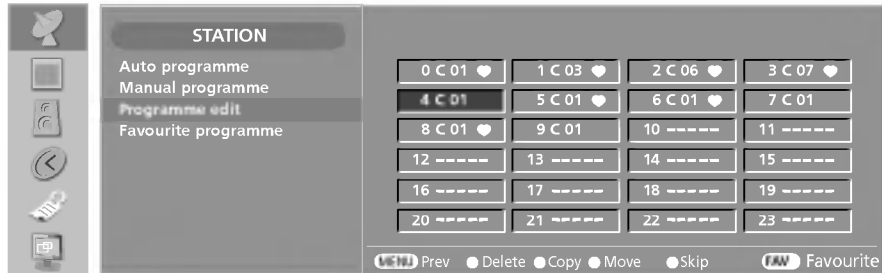 STATION
Auto programme
Manual programme
Programme edit
Favourite programme
0 C 01 1 C 03 2 C 06 3 C 07
4 C 01 5 C 01 6 C 01 7 C 01
8 C 01 9 C 01 10 ----- 11 -----
12 ----- 13 ----- 14 ----- 15 -----
16 ----- 17 ----- 18 ----- 19 -----
20 ----- 21 ----- 22 ----- 23 -----
MENU Prev Delete Copy Move Skip FAV Favourite